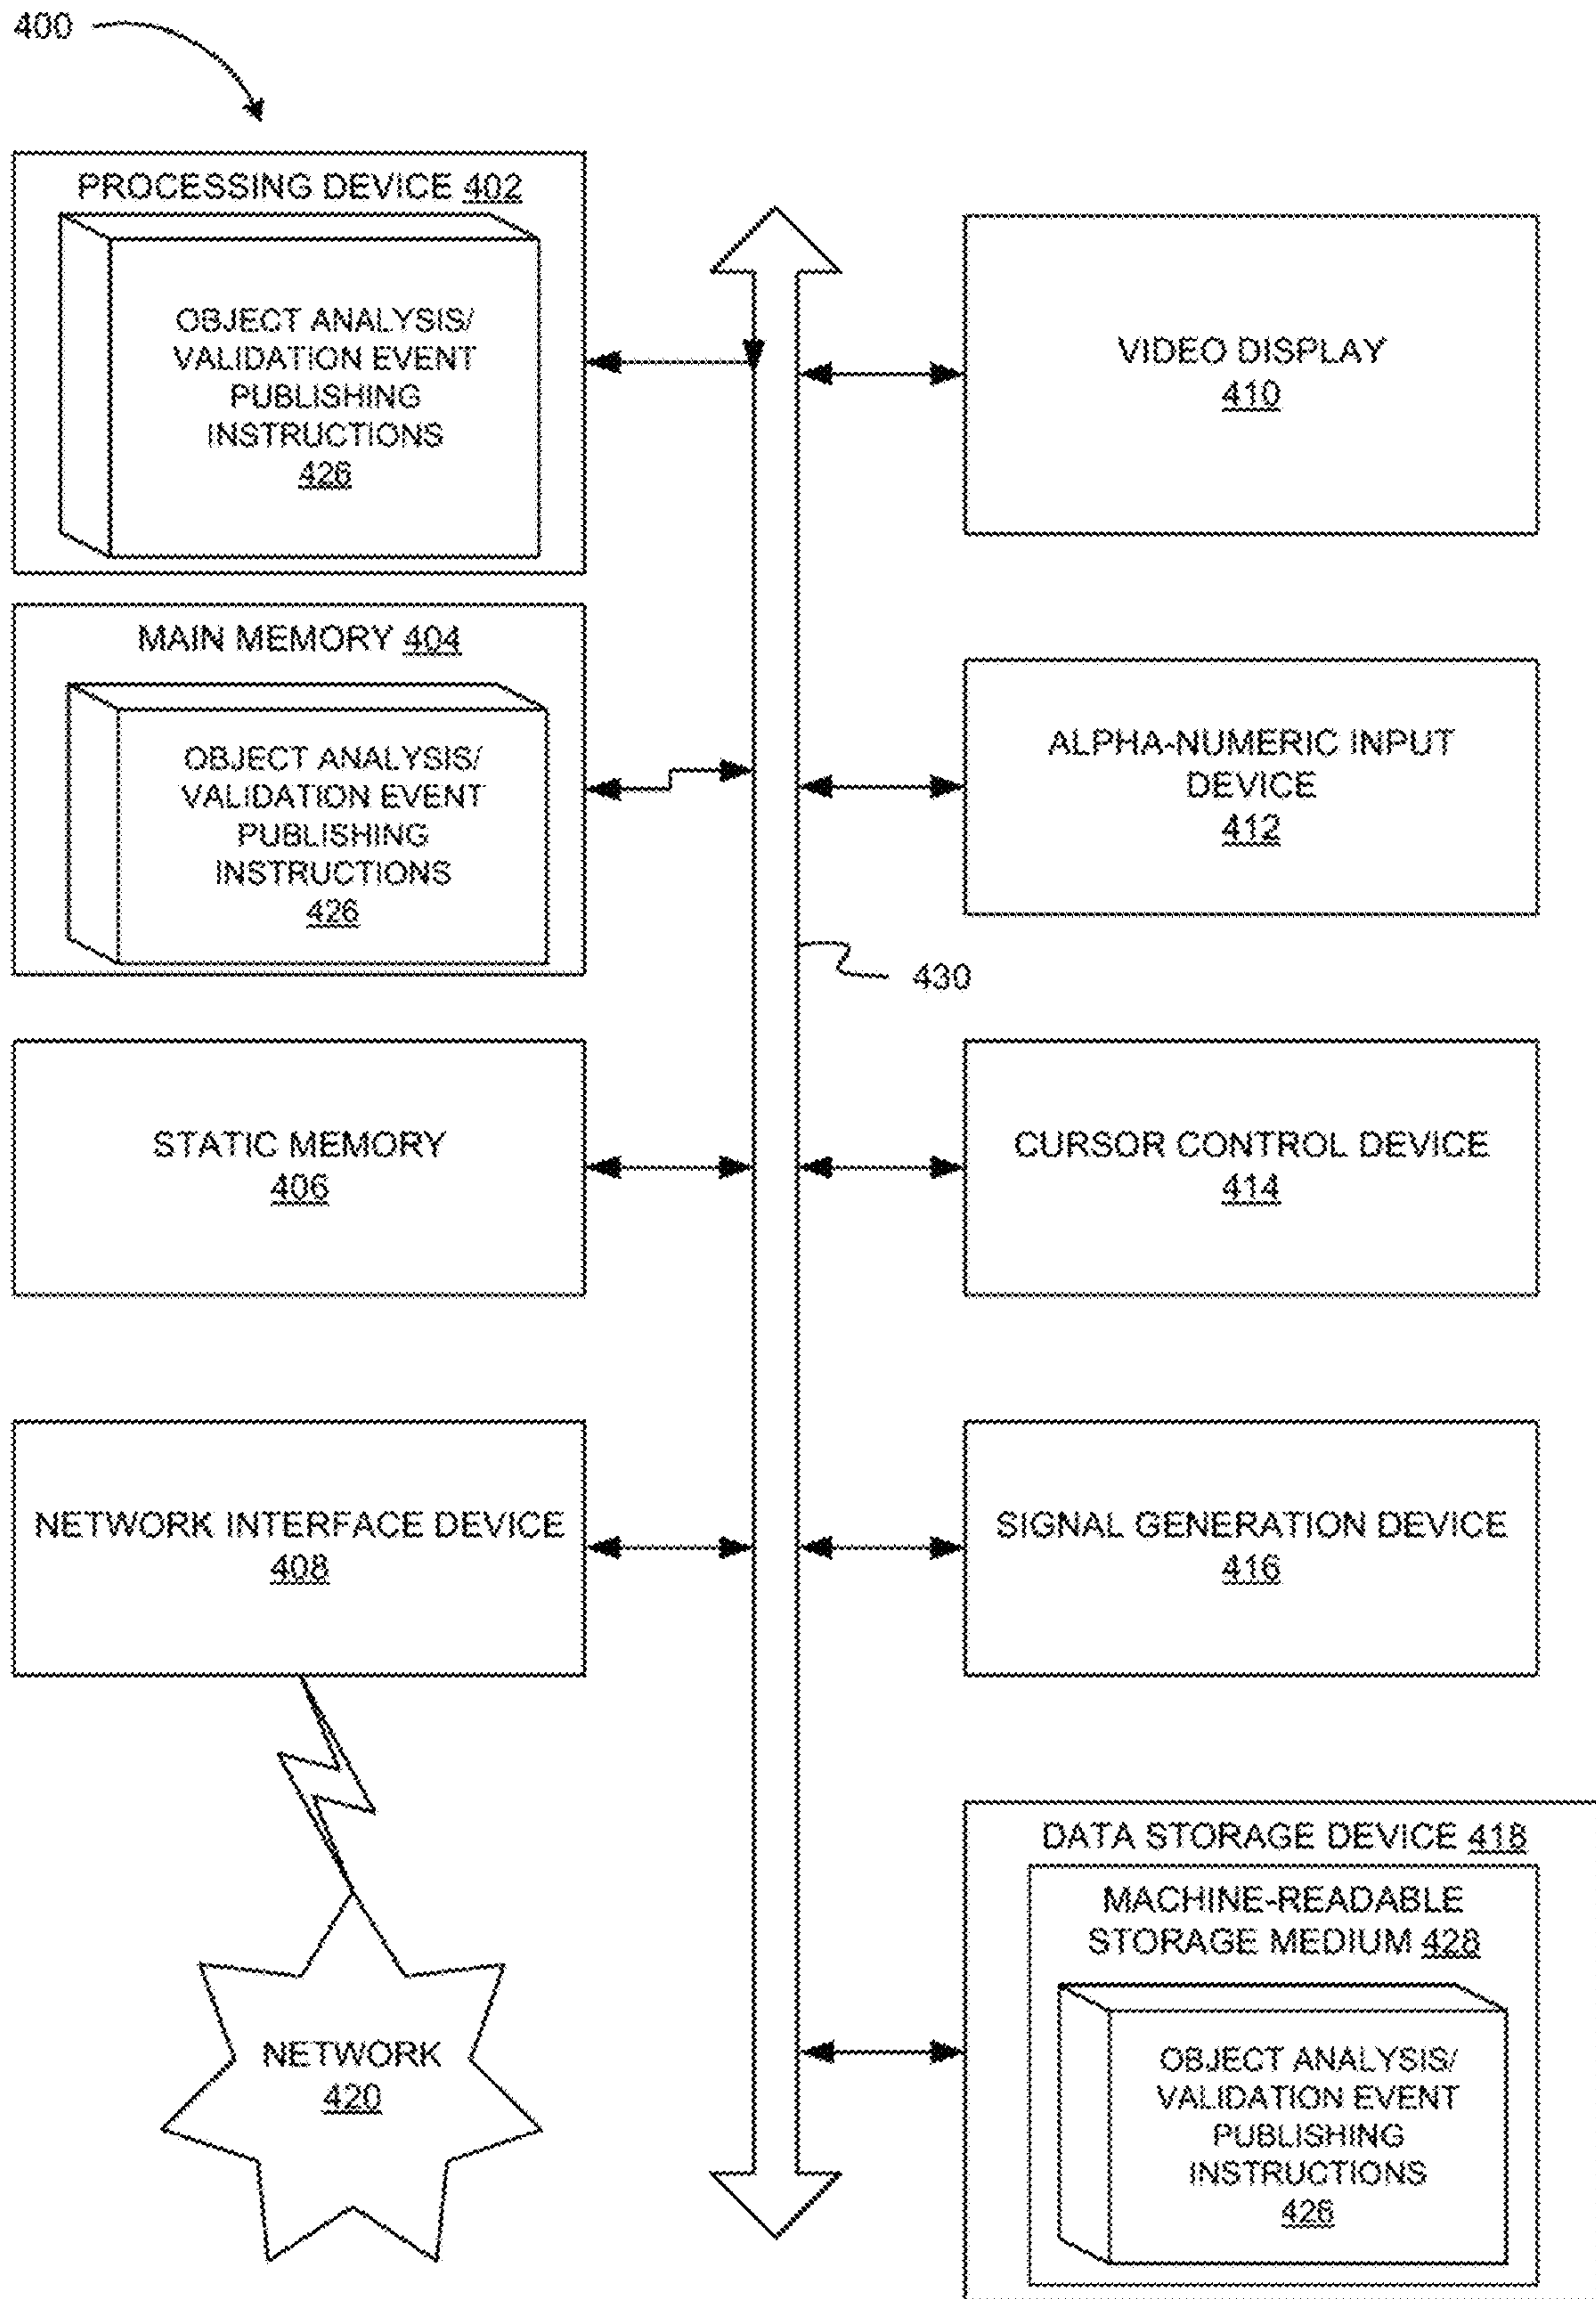 400
PROCESSING DEVICE 402
OBJECT ANALYSIS/
VALIDATION EVENT
PUBLISHING
INSTRUCTIONS
426
VIDEO DISPLAY
410
MAIN MEMORY 404
OBJECT ANALYSIS/
VALIDATION EVENT
PUBLISHING
INSTRUCTIONS
426
ALPHA-NUMERIC INPUT
DEVICE
412
430
STATIC MEMORY
406
CURSOR CONTROL DEVICE
414
NETWORK INTERFACE DEVICE
408
SIGNAL GENERATION DEVICE
416
DATA STORAGE DEVICE 418
MACHINE-READABLE
STORAGE MEDIUM 428
OBJECT ANALYSIS/
VALIDATION EVENT
PUBLISHING
INSTRUCTIONS
426
NETWORK
420